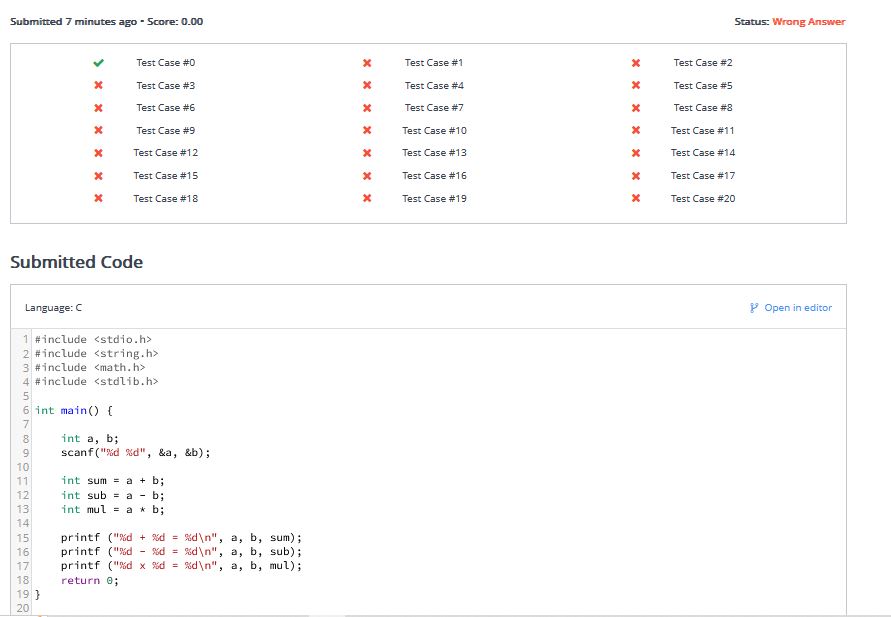 Submitted 7 minutes ago • Score: 0.00 Status: Wrong Answer
Test Case #0 Test Case #1 Test Case #2
Test Case #3 Test Case #4 Test Case #5
Test Case #6 Test Case #7 Test Case #8
Test Case #9 Test Case #10 Test Case #11
Test Case #12 Test Case #13 Test Case #14
Test Case #15 Test Case #16 Test Case #17
Test Case #18 Test Case #19 Test Case #20
Submitted Code
Language: C Open in editor
1 #include <stdio.h>
2 #include <string.h>
3 #include <math.h>
4 #include <stdlib.h>
5
6 int main() {
7
8     int a, b;
9     scanf("%d %d", &a, &b);
10
11     int sum = a + b;
12     int sub = a - b;
13     int mul = a * b;
14
15     printf ("%d + %d = %d\n", a, b, sum);
16     printf ("%d - %d = %d\n", a, b, sub);
17     printf ("%d x %d = %d\n", a, b, mul);
18     return 0;
19 }
20